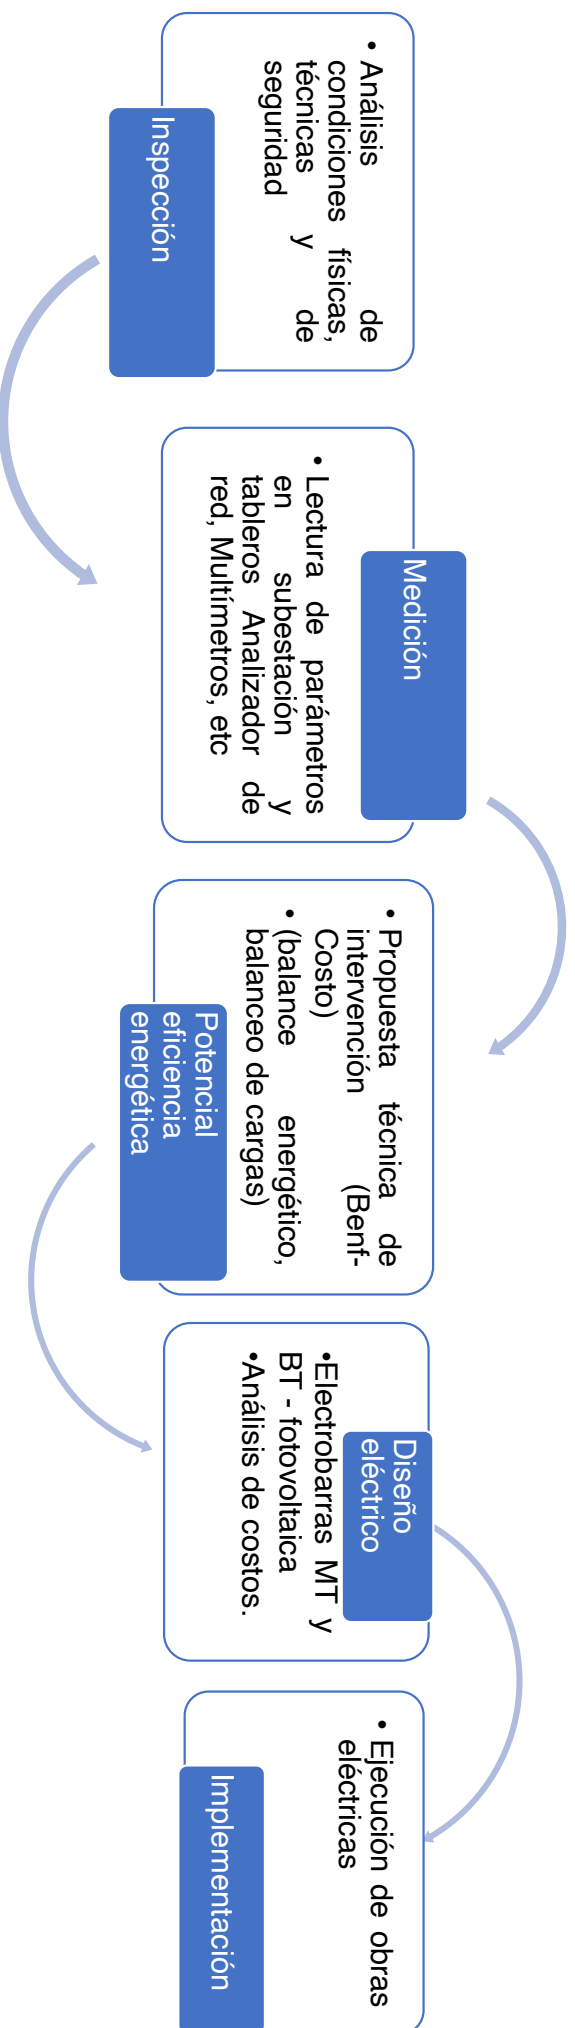 • Análisis de
condiciones físicas,
técnicas y de
seguridad
Inspección
Medición
• Lectura de parámetros
en subestación y
tableros Analizador de
red, Multímetros, etc
• Propuesta técnica de
intervención (Benf-
Costo)
• (balance energético,
balanceo de cargas)
Potencial
eficiencia
energética
Diseño
eléctrico
•Electrobarras MT y
BT - fotovoltaica
•Análisis de costos.
• Ejecución de obras
eléctricas
Implementación